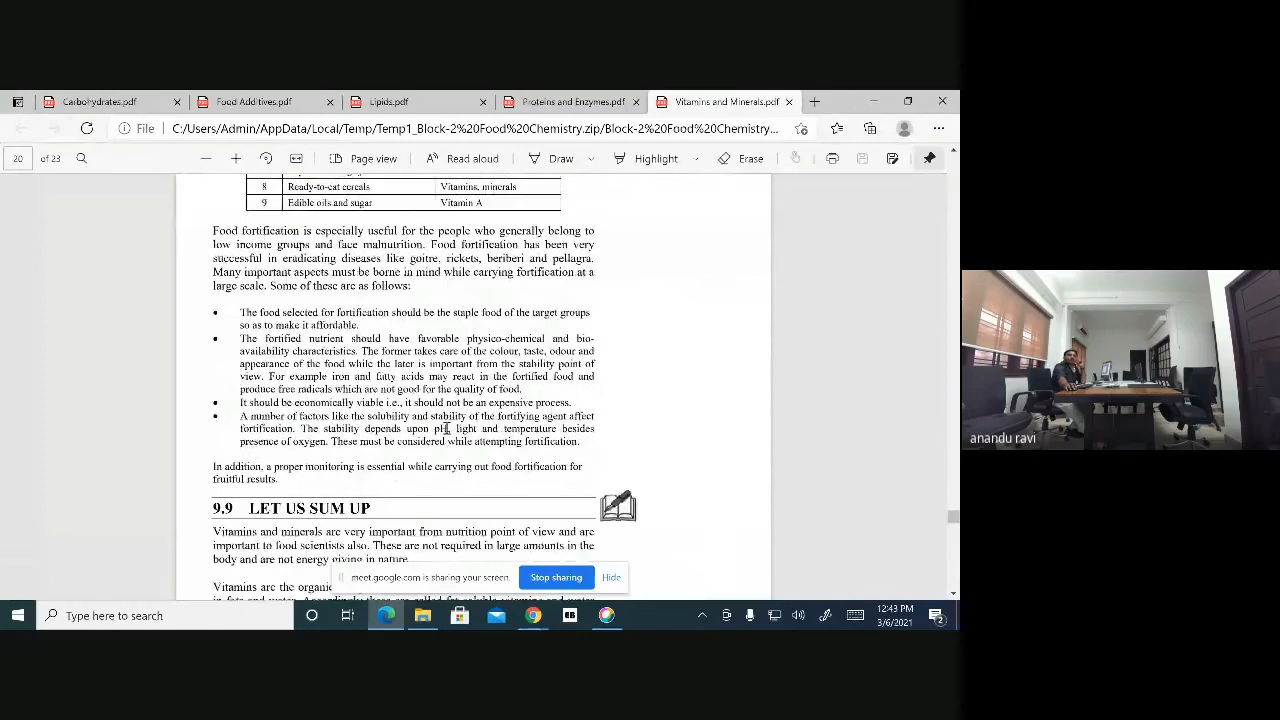 Carbohydrates.pdf
Food Additives.pdf
Lipids.pdf
Proteins and Enzymes.pdf
Vitamins and Minerals.pdf
File
C:/Users/Admin/AppData/Local/Temp/Temp1_Block-2%20Food%20Chemistry.zip/Block-2%20Food%20Chemistry...
20 of 23
Page view
Read aloud
Draw
Highlight
Erase
8 Ready-to-eat cereals Vitamins, minerals
9 Edible oils and sugar Vitamin A
Food fortification is especially useful for the people who generally belong to
low income groups and face malnutrition. Food fortification has been very
successful in eradicating diseases like goitre, rickets, beriberi and pellagra.
Many important aspects must be borne in mind while carrying fortification at a
large scale. Some of these are as follows:
• The food selected for fortification should be the staple food of the target groups
so as to make it affordable.
• The fortified nutrient should have favorable physico-chemical and bio-
availability characteristics. The former takes care of the colour, taste, odour and
appearance of the food while the later is important from the stability point of
view. For example iron and fatty acids may react in the fortified food and
produce free radicals which are not good for the quality of food.
• It should be economically viable i.e., it should not be an expensive process.
• A number of factors like the solubility and stability of the fortifying agent affect
fortification. The stability depends upon pH light and temperature besides
presence of oxygen. These must be considered while attempting fortification.
In addition, a proper monitoring is essential while carrying out food fortification for
fruitful results.
9.9 LET US SUM UP
Vitamins and minerals are very important from nutrition point of view and are
important to food scientists also. These are not required in large amounts in the
body and are not energy giving in nature.
Vitamins are the organic
meet.google.com is sharing your screen.
Stop sharing
Hide
Type here to search
12:43 PM
3/6/2021
2
anandu ravi